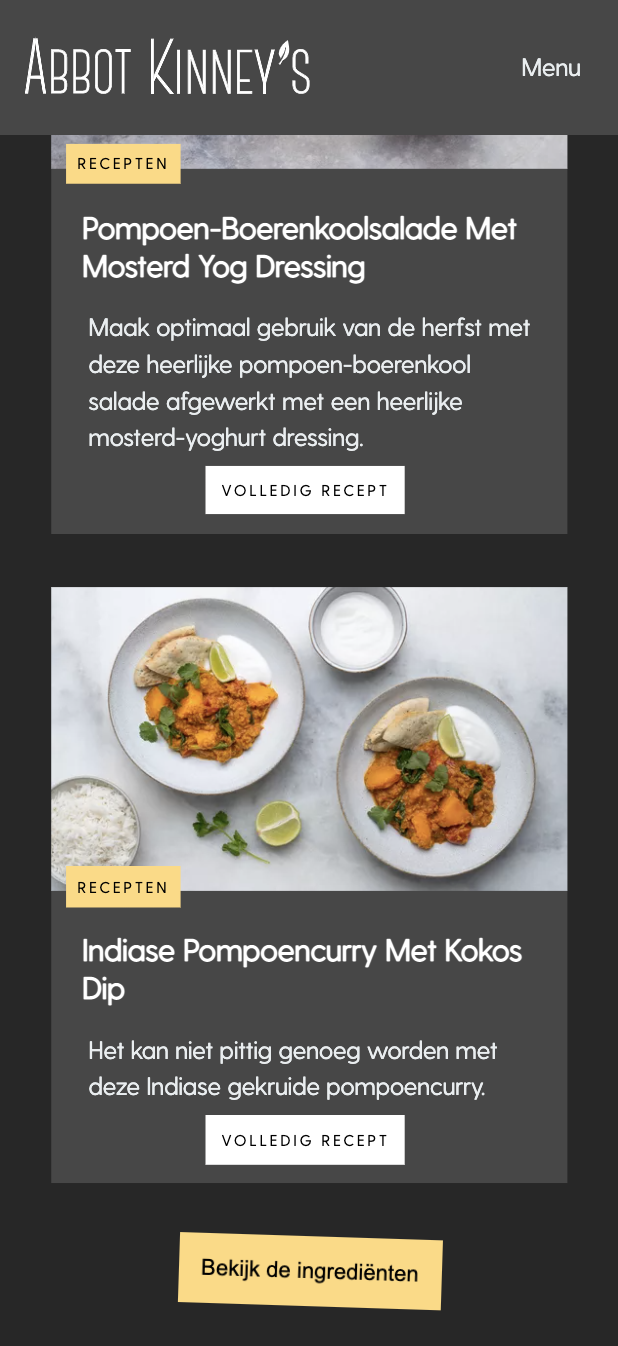 ABBOT KINNEY'S
Menu
RECEPTEN
Pompoen-Boerenkoolsalade Met
Mosterd Yog Dressing
Maak optimaal gebruik van de herfst met
deze heerlijke pompoen-boerenkool
salade afgewerkt met een heerlijke
mosterd-yoghurt dressing.
VOLLEDIG RECEPT
RECEPTEN
Indiase Pompoencurry Met Kokos
Dip
Het kan niet pittig genoeg worden met
deze Indiase gekruide pompoencurry.
VOLLEDIG RECEPT
Bekijk de ingrediënten